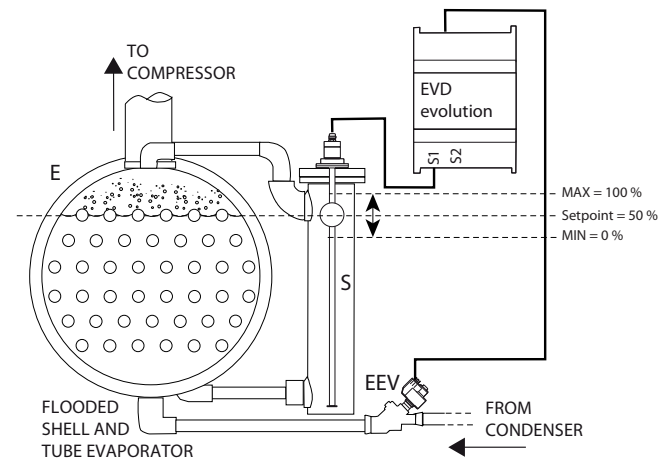 TO
COMPRESSOR
EVD
evolution
S1
S2
E
MAX = 100 %
Setpoint = 50 %
MIN = 0 %
S
EEV
FLOODED
SHELL AND
TUBE EVAPORATOR
FROM
CONDENSER